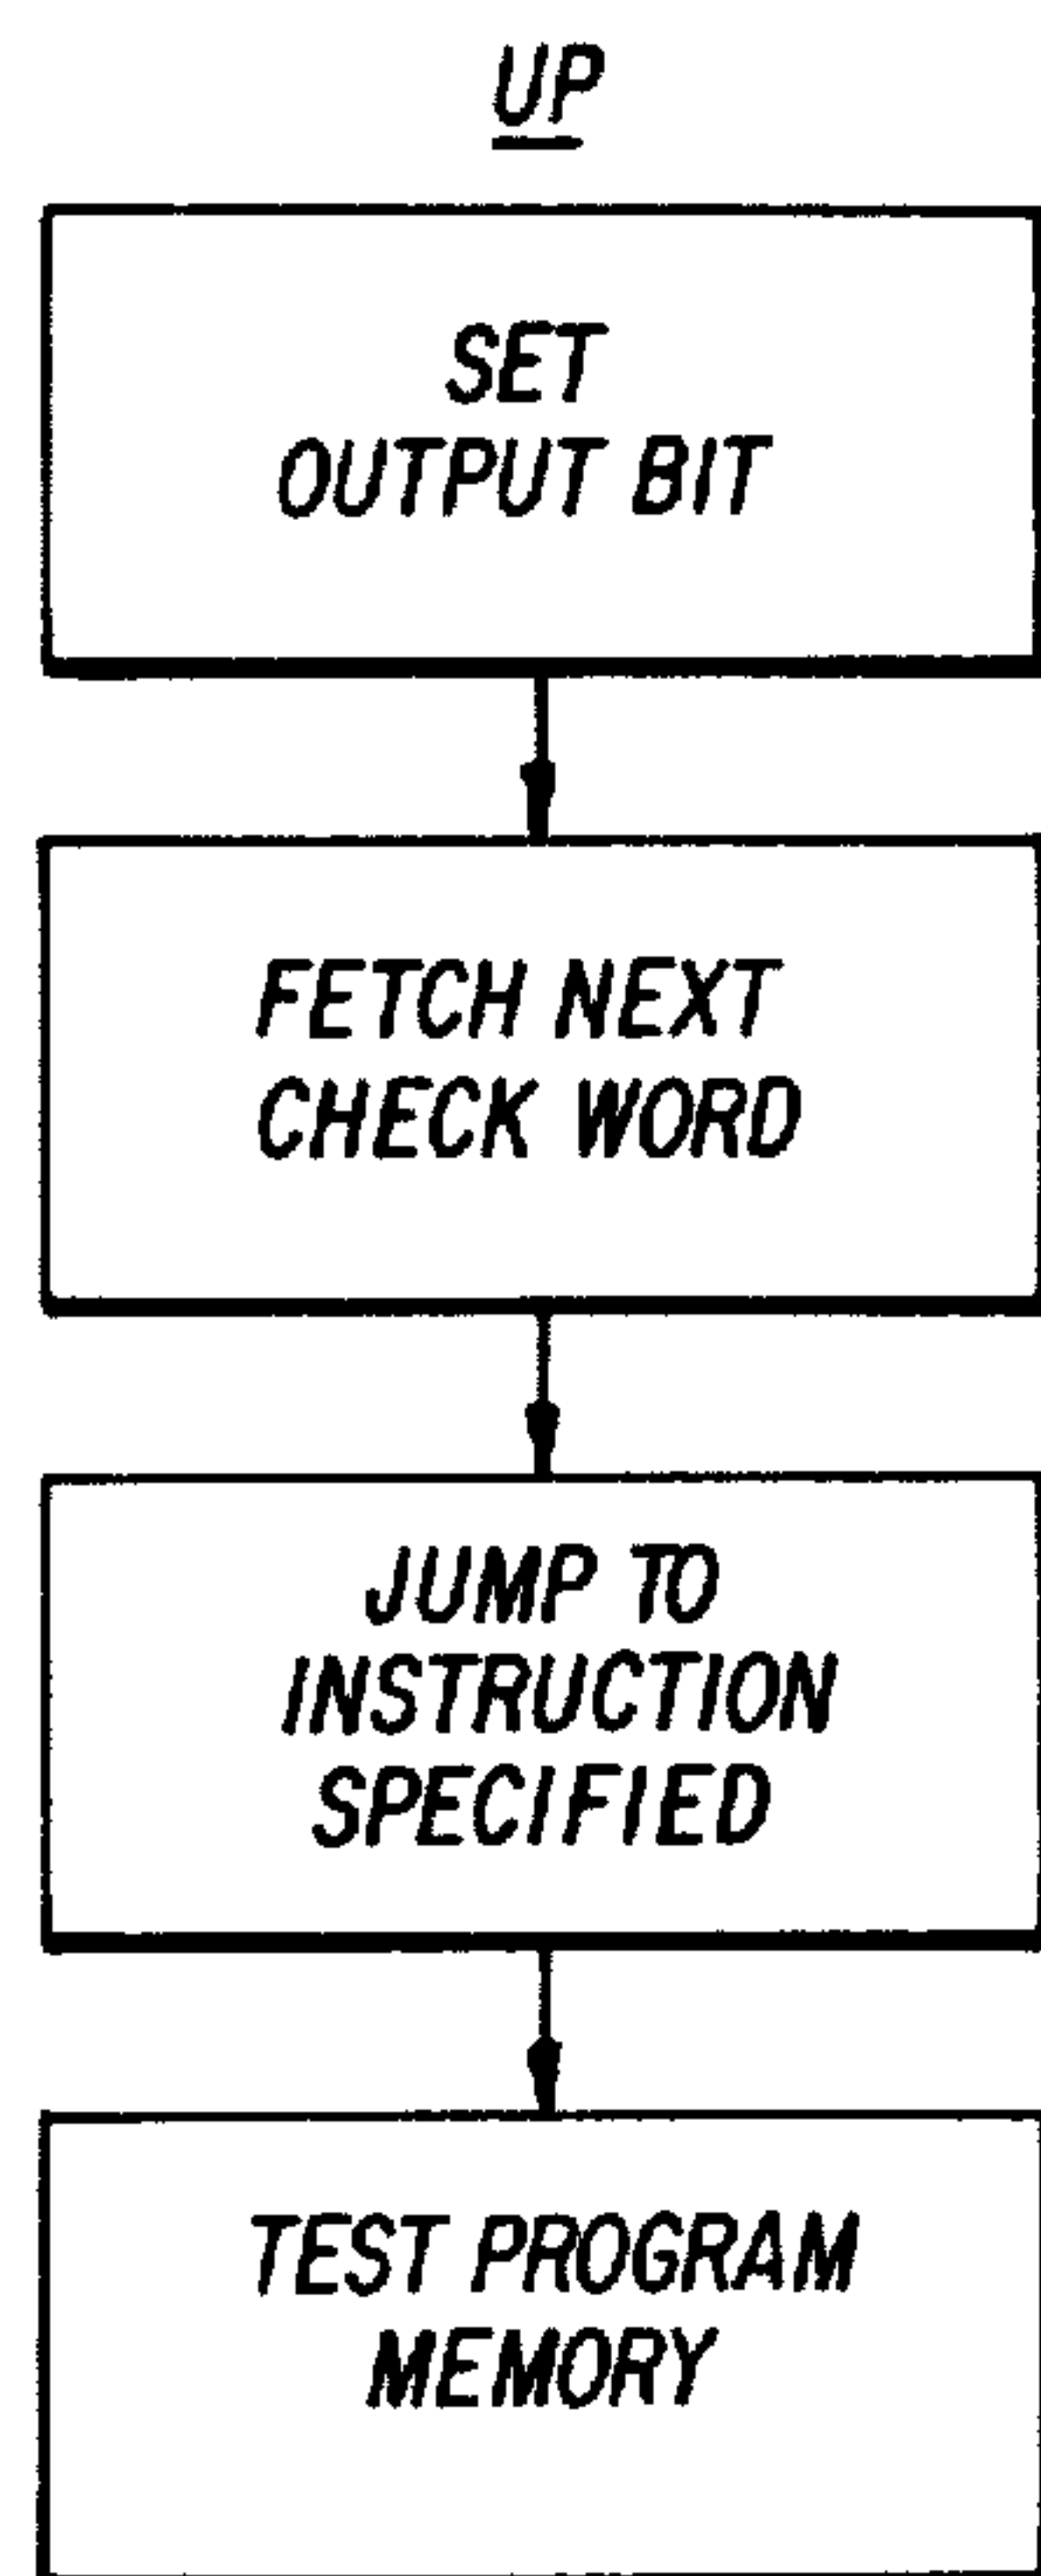 UP
SET
OUTPUT BIT
FETCH NEXT
CHECK WORD
JUMP TO
INSTRUCTION
SPECIFIED
TEST PROGRAM
MEMORY